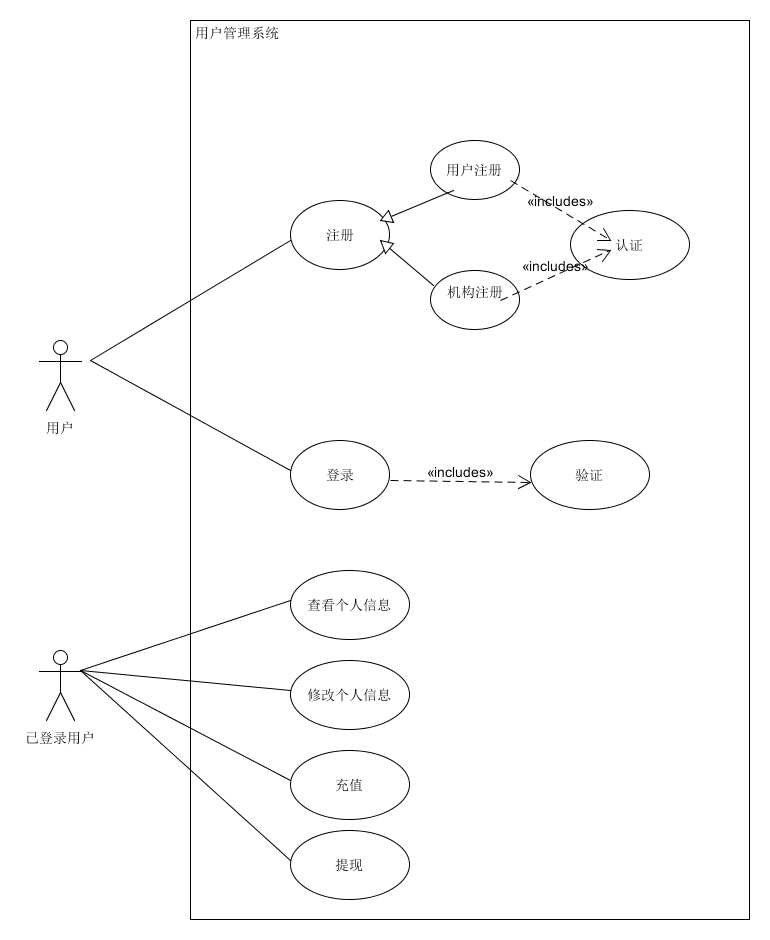 用户管理系统
用户注册
«includes»
注册
认证
«includes»
机构注册
用户
登录
«includes»
验证
查看个人信息
修改个人信息
已登录用户
充值
提现